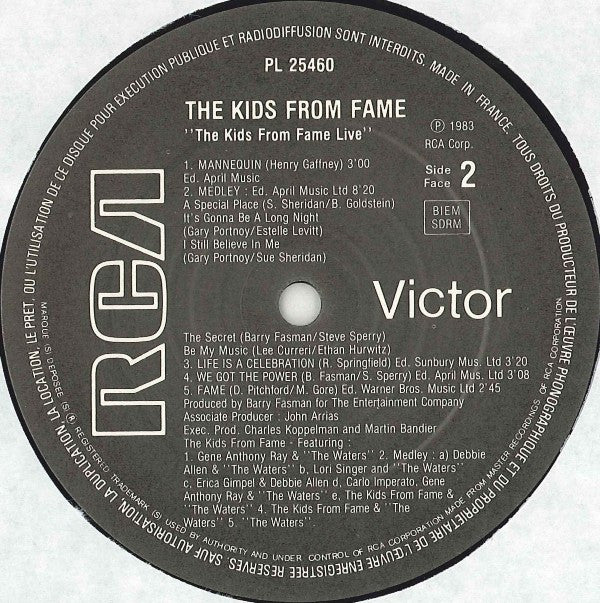 ET RADIODIFFUSION SONT INTERDITS. MADE IN FRANCE. TOUS DROITS DU PRODUCTEUR DE L'ŒUVRE PHONOGRAPHIQUE ET DU PROPRIETAIRE DE L'ŒUVRE ENREGISTREE RESERVES. SAUF AUTORISATION, LA DUPLICATION, LA LOCATION, LE PRET, OU L'UTILISATION DE CE DISQUE POUR EXECUTION PUBLIQUE
PL 25460
THE KIDS FROM FAME
''The Kids From Fame Live''
℗ 1983
RCA Corp.
1. MANNEQUIN (Henry Gaffney) 3'00
Ed. April Music
2. MEDLEY : Ed. April Music Ltd 8'20
A Special Place (S. Sheridan/B. Goldstein)
It's Gonna Be A Long Night
(Gary Portnoy/Estelle Levitt)
I Still Believe In Me
(Gary Portnoy/Sue Sheridan)
Side
Face 2
BIEM
SDRM
RCA
Victor
The Secret (Barry Fasman/Steve Sperry)
Be My Music (Lee Curreri/Ethan Hurwitz)
3. LIFE IS A CELEBRATION (R. Springfield) Ed. Sunbury Mus. Ltd 3'20
4. WE GOT THE POWER (B. Fasman/S. Sperry) Ed. April Mus. Ltd 3'08
5. FAME (D. Pitchford/M. Gore) Ed. Warner Bros. Music Ltd 2'45
Produced by Barry Fasman for The Entertainment Company
Associate Producer : John Arrias
Exec. Prod. Charles Koppelman and Martin Bandier
The Kids From Fame - Featuring :
1. Gene Anthony Ray & ''The Waters'' 2. Medley : a) Debbie
Allen & ''The Waters'' b, Lori Singer and ''The Waters''
c, Erica Gimpel & Debbie Allen d, Carlo Imperato. Gene
Anthony Ray & ''The Waters'' e, The Kids From Fame &
''The Waters'' 4. The Kids From Fame & ''The
Waters'' 5. ''The Waters''.
MARQUE (S) DEPOSEE (S) ® REGISTERED TRADEMARK (S) USED BY AUTHORITY AND UNDER CONTROL OF RCA CORPORATION MADE FROM MASTER RECORDINGS OF RCA CORPORATION